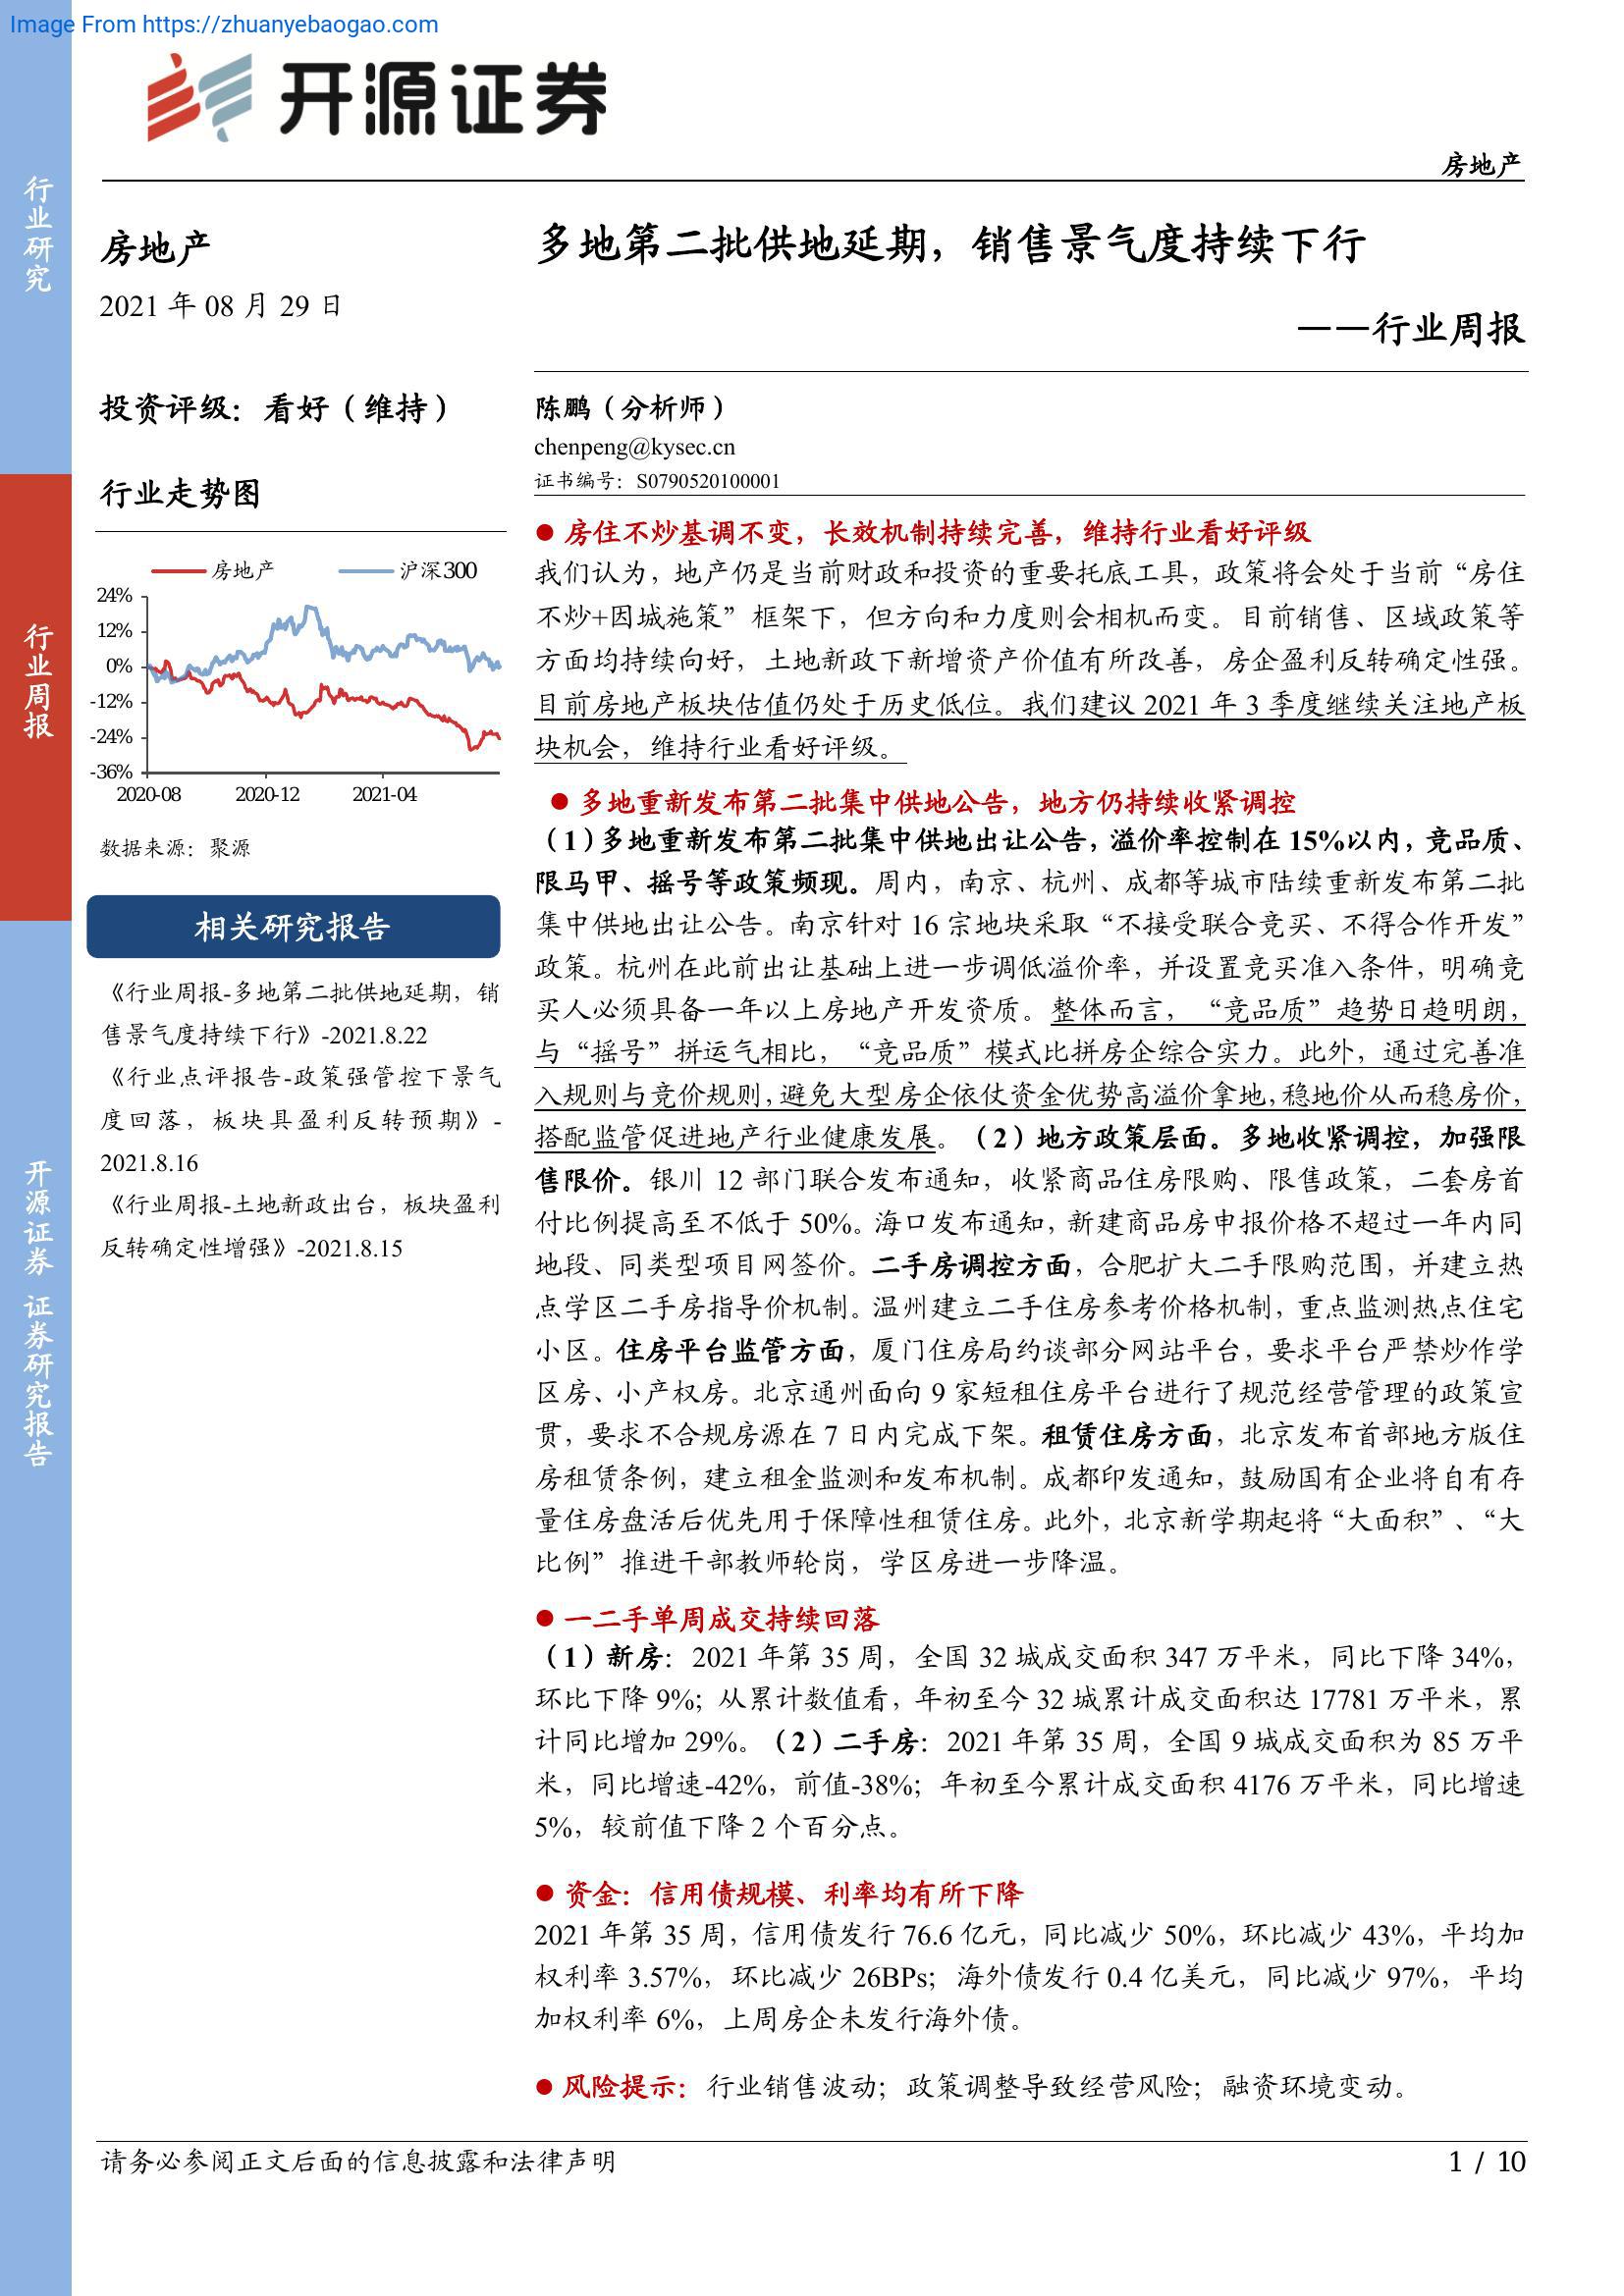 Image From https://zhuanyebaogao.com
开源证券
房地产
行业研究
行业周报
开源证券 证券研究报告
房地产
2021 年 08 月 29 日
投资评级：看好（维持）
行业走势图
房地产 沪深300
24%
12%
0%
-12%
-24%
-36%
2020-08 2020-12 2021-04
数据来源：聚源
相关研究报告
《行业周报-多地第二批供地延期，销
售景气度持续下行》-2021.8.22
《行业点评报告-政策强管控下景气
度回落，板块具盈利反转预期》-
2021.8.16
《行业周报-土地新政出台，板块盈利
反转确定性增强》-2021.8.15
多地第二批供地延期，销售景气度持续下行
——行业周报
陈鹏（分析师）
chenpeng@kysec.cn
证书编号：S0790520100001
● 房住不炒基调不变，长效机制持续完善，维持行业看好评级
我们认为，地产仍是当前财政和投资的重要托底工具，政策将会处于当前“房住
不炒+因城施策”框架下，但方向和力度则会相机而变。目前销售、区域政策等
方面均持续向好，土地新政下新增资产价值有所改善，房企盈利反转确定性强。
目前房地产板块估值仍处于历史低位。我们建议 2021 年 3 季度继续关注地产板
块机会，维持行业看好评级。
● 多地重新发布第二批集中供地公告，地方仍持续收紧调控
（1）多地重新发布第二批集中供地出让公告，溢价率控制在 15%以内，竞品质、
限马甲、摇号等政策频现。周内，南京、杭州、成都等城市陆续重新发布第二批
集中供地出让公告。南京针对 16 宗地块采取“不接受联合竞买、不得合作开发”
政策。杭州在此前出让基础上进一步调低溢价率，并设置竞买准入条件，明确竞
买人必须具备一年以上房地产开发资质。整体而言，“竞品质”趋势日趋明朗，
与“摇号”拼运气相比，“竞品质”模式比拼房企综合实力。此外，通过完善准
入规则与竞价规则，避免大型房企依仗资金优势高溢价拿地，稳地价从而稳房价，
搭配监管促进地产行业健康发展。（2）地方政策层面。多地收紧调控，加强限
售限价。银川 12 部门联合发布通知，收紧商品住房限购、限售政策，二套房首
付比例提高至不低于 50%。海口发布通知，新建商品房申报价格不超过一年内同
地段、同类型项目网签价。二手房调控方面，合肥扩大二手限购范围，并建立热
点学区二手房指导价机制。温州建立二手住房参考价格机制，重点监测热点住宅
小区。住房平台监管方面，厦门住房局约谈部分网站平台，要求平台严禁炒作学
区房、小产权房。北京通州面向 9 家短租住房平台进行了规范经营管理的政策宣
贯，要求不合规房源在 7 日内完成下架。租赁住房方面，北京发布首部地方版住
房租赁条例，建立租金监测和发布机制。成都印发通知，鼓励国有企业将自有存
量住房盘活后优先用于保障性租赁住房。此外，北京新学期起将“大面积”、“大
比例”推进干部教师轮岗，学区房进一步降温。
● 一二手单周成交持续回落
（1）新房：2021 年第 35 周，全国 32 城成交面积 347 万平米，同比下降 34%，
环比下降 9%；从累计数值看，年初至今 32 城累计成交面积达 17781 万平米，累
计同比增加 29%。（2）二手房：2021 年第 35 周，全国 9 城成交面积为 85 万平
米，同比增速-42%，前值-38%；年初至今累计成交面积 4176 万平米，同比增速
5%，较前值下降 2 个百分点。
● 资金：信用债规模、利率均有所下降
2021 年第 35 周，信用债发行 76.6 亿元，同比减少 50%，环比减少 43%，平均加
权利率 3.57%，环比减少 26BPs；海外债发行 0.4 亿美元，同比减少 97%，平均
加权利率 6%，上周房企未发行海外债。
● 风险提示：行业销售波动；政策调整导致经营风险；融资环境变动。
请务必参阅正文后面的信息披露和法律声明
1 / 10